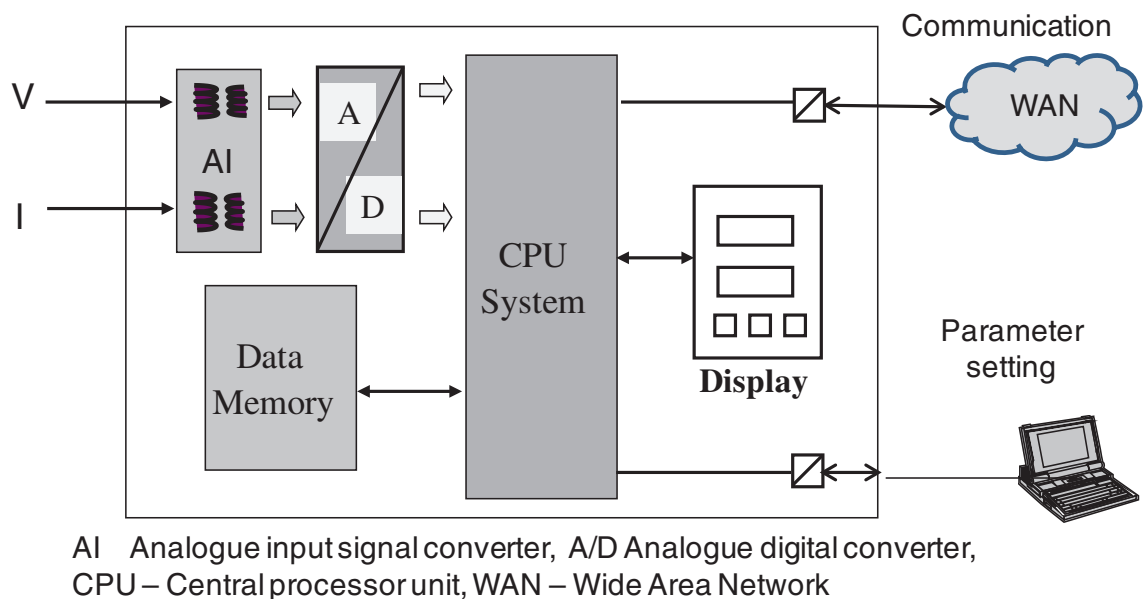 Communication
WAN
V
I
AI
A
D
CPU
System
Data
Memory
Display
Parameter
setting
AI Analogue input signal converter, A/D Analogue digital converter,
CPU – Central processor unit, WAN – Wide Area Network